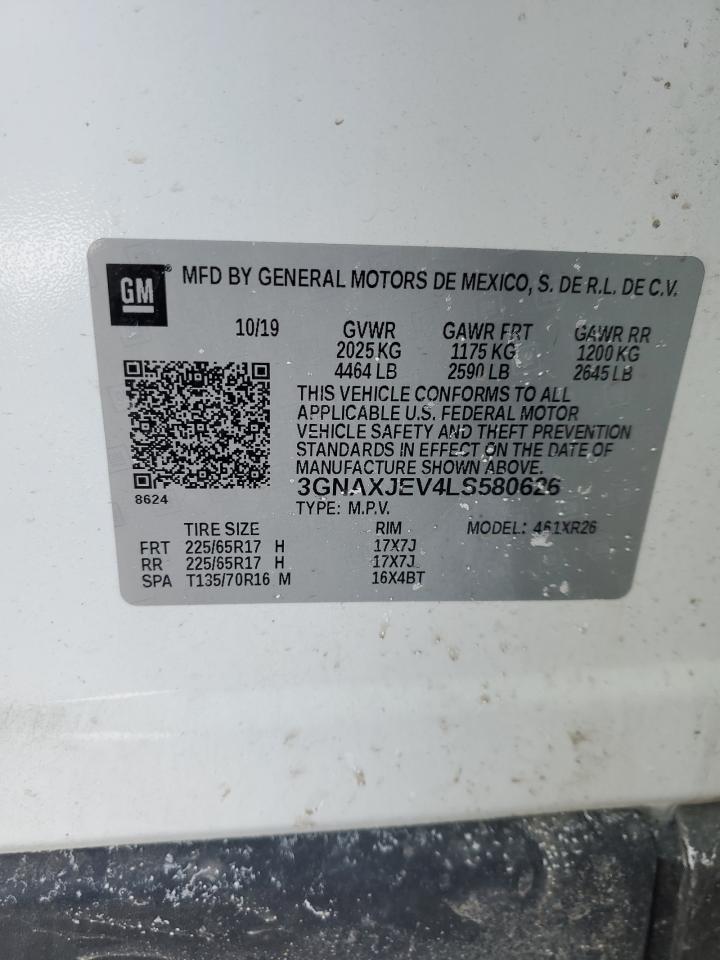 GM ® MFD BY GENERAL MOTORS DE MEXICO, S. DE R.L. DE C.V.
10/19 GVWR GAWR FRT GAWR RR
2025 KG 1175 KG 1200 KG
4464 LB 2590 LB 2645 LB
THIS VEHICLE CONFORMS TO ALL
APPLICABLE U.S. FEDERAL MOTOR
VEHICLE SAFETY AND THEFT PREVENTION
STANDARDS IN EFFECT ON THE DATE OF
MANUFACTURE SHOWN ABOVE.
8624
3GNAXJEV4LS580626
TYPE: M.P.V.
TIRE SIZE RIM MODEL: 461XR26
FRT 225/65R17 H 17X7J
RR 225/65R17 H 17X7J
SPA T135/70R16 M 16X4BT